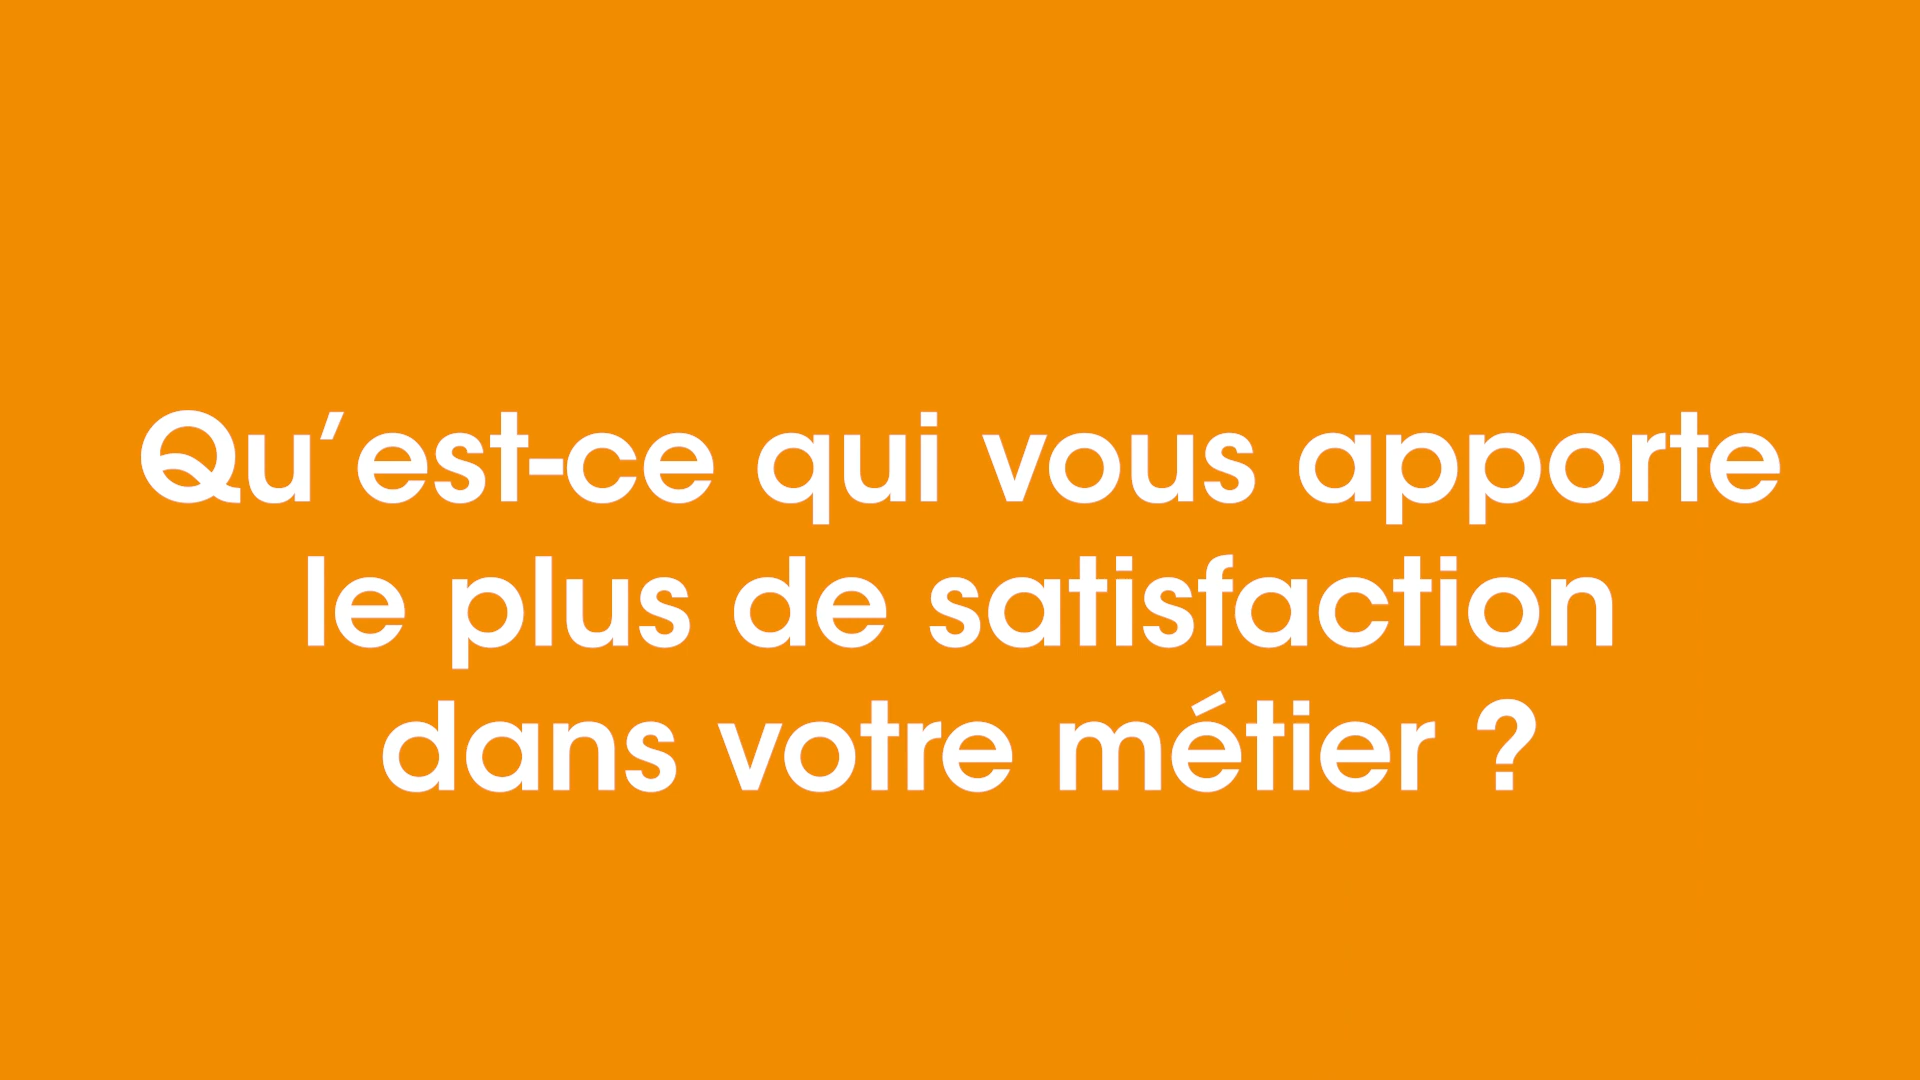 Qu’est-ce qui vous apporte
le plus de satisfaction
dans votre métier ?